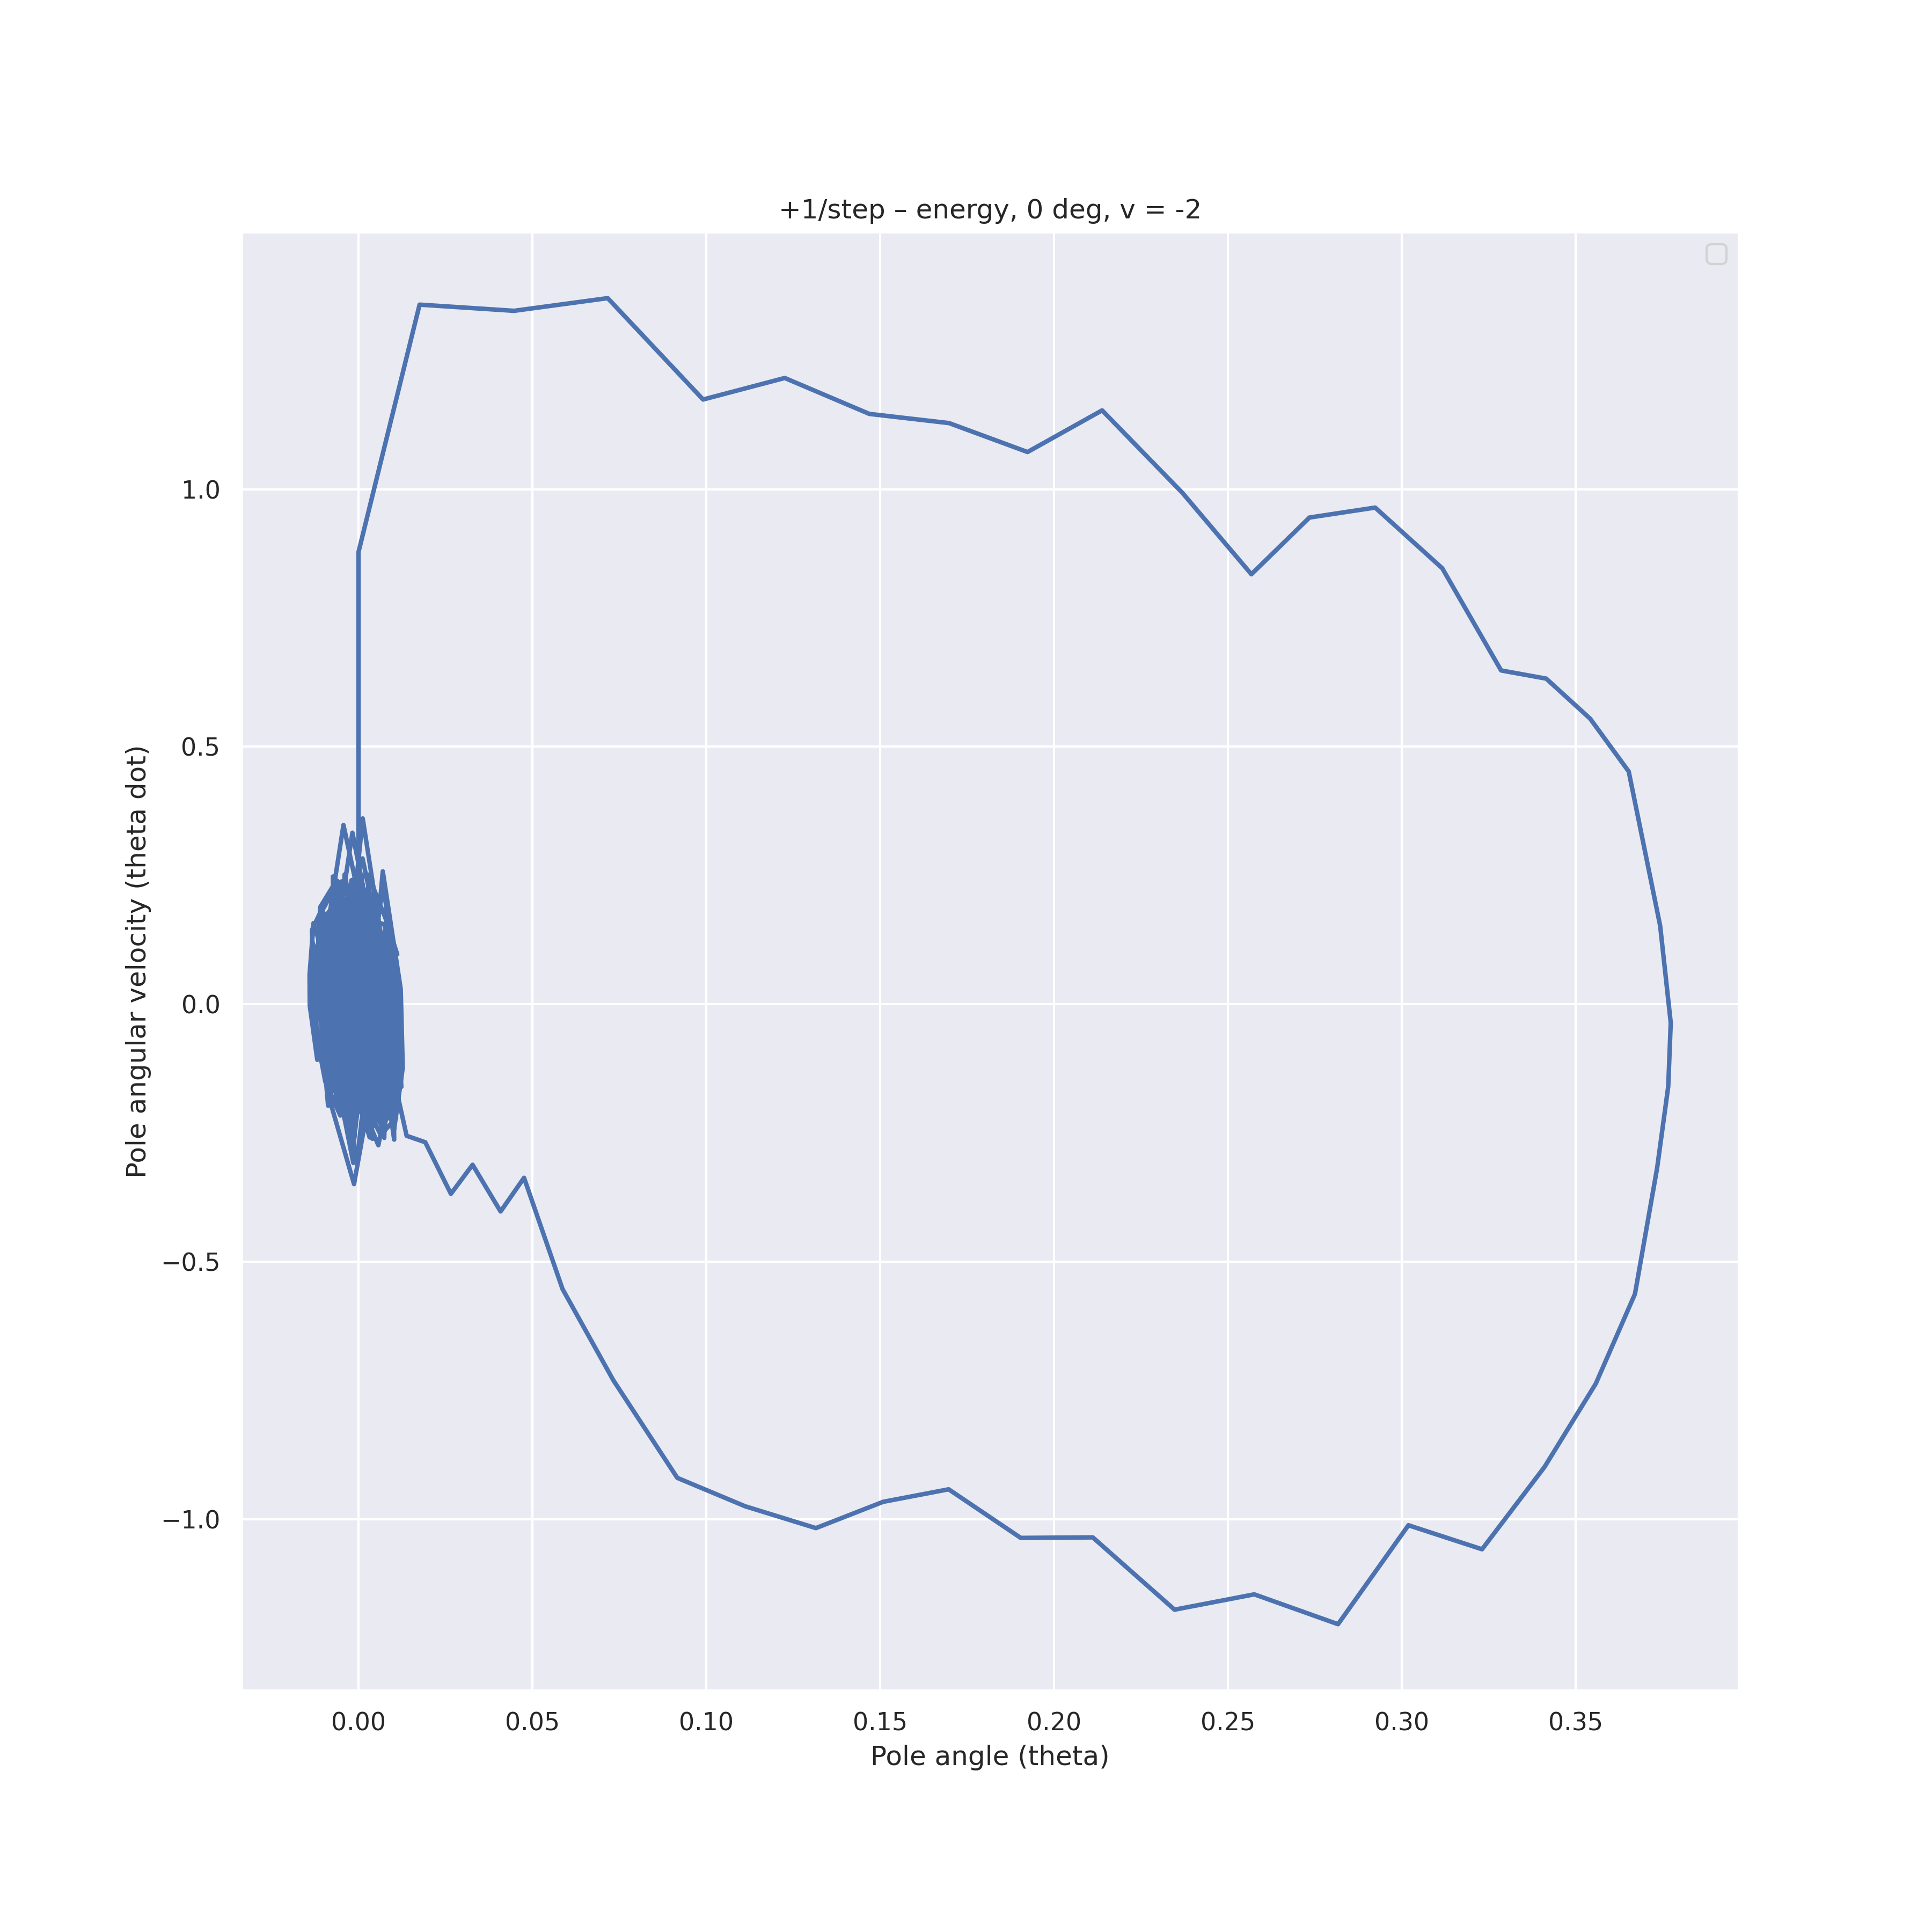 +1/step – energy, 0 deg, v = -2
1.0
0.5
0.0
−0.5
−1.0
Pole angular velocity (theta dot)
0.00 0.05 0.10 0.15 0.20 0.25 0.30 0.35
Pole angle (theta)